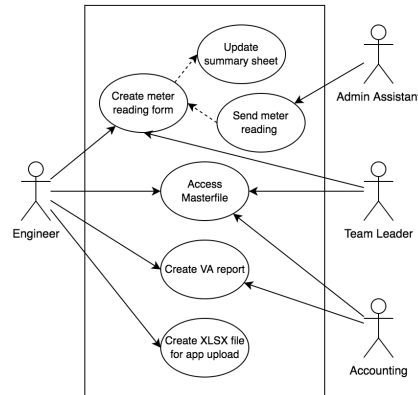 Update
summary sheet
Create meter
reading form
Send meter
reading
Admin Assistant
Access
Masterfile
Engineer
Team Leader
Create VA report
Create XLSX file
for app upload
Accounting